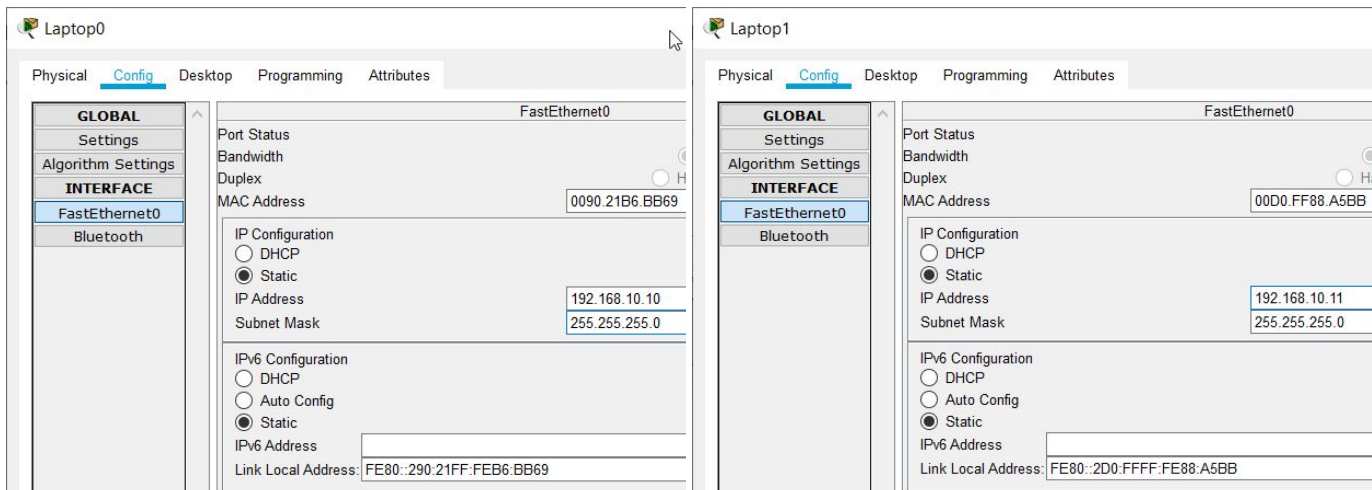 Laptop0
Physical Config Desktop Programming Attributes
GLOBAL
Settings
Algorithm Settings
INTERFACE
FastEthernet0
Bluetooth
FastEthernet0
Port Status
Bandwidth
Duplex
H
MAC Address 0090.21B6.BB69
IP Configuration
DHCP
Static
IP Address 192.168.10.10
Subnet Mask 255.255.255.0
IPv6 Configuration
DHCP
Auto Config
Static
IPv6 Address
Link Local Address: FE80::290:21FF:FEB6:BB69
Laptop1
Physical Config Desktop Programming Attributes
GLOBAL
Settings
Algorithm Settings
INTERFACE
FastEthernet0
Bluetooth
FastEthernet0
Port Status
Bandwidth
Duplex
Ha
MAC Address 00D0.FF88.A5BB
IP Configuration
DHCP
Static
IP Address 192.168.10.11
Subnet Mask 255.255.255.0
IPv6 Configuration
DHCP
Auto Config
Static
IPv6 Address
Link Local Address: FE80::2D0:FFFF:FE88:A5BB